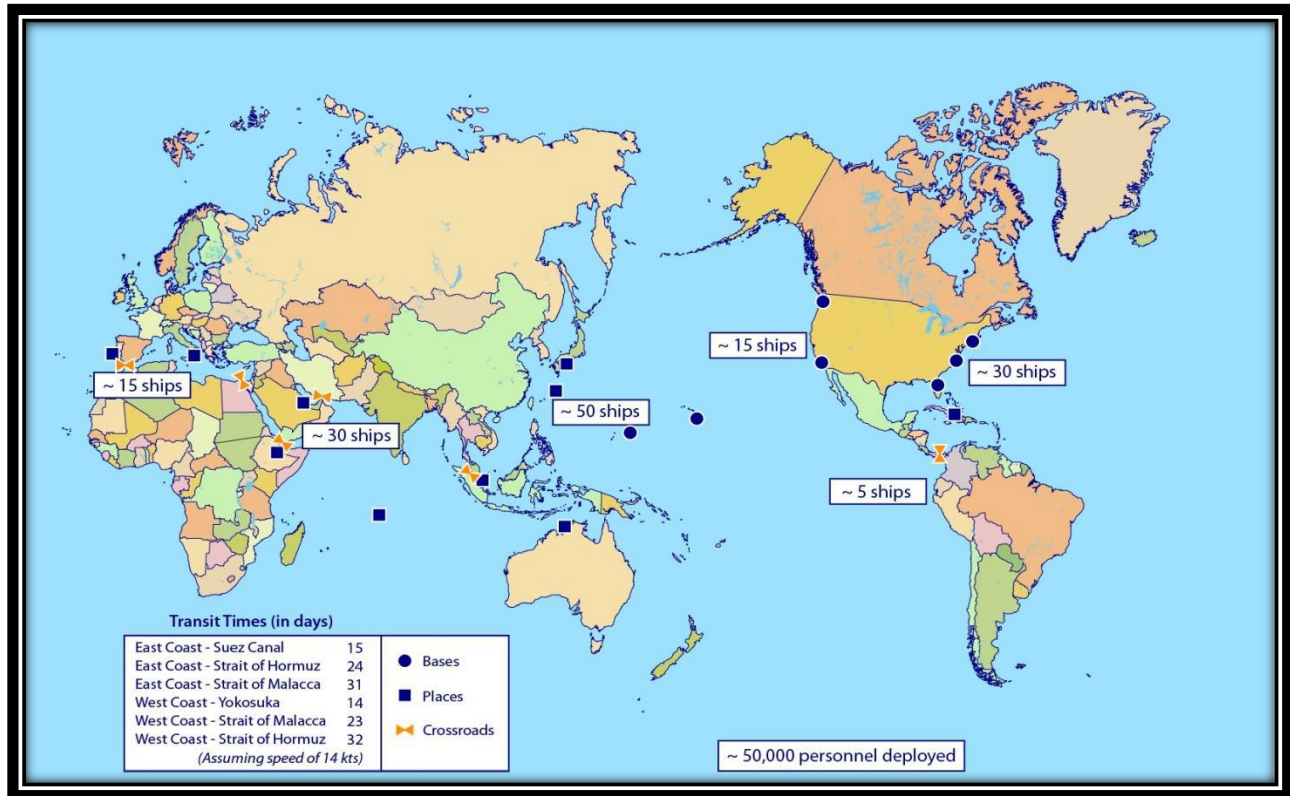 ~ 15 ships
~ 30 ships
~ 15 ships
~ 50 ships
~ 30 ships
~ 5 ships
Transit Times (in days)
East Coast - Suez Canal 15
East Coast - Strait of Hormuz 24
East Coast - Strait of Malacca 31
West Coast - Yokosuka 14
West Coast - Strait of Malacca 23
West Coast - Strait of Hormuz 32
(Assuming speed of 14 kts)
Bases
Places
Crossroads
~ 50,000 personnel deployed